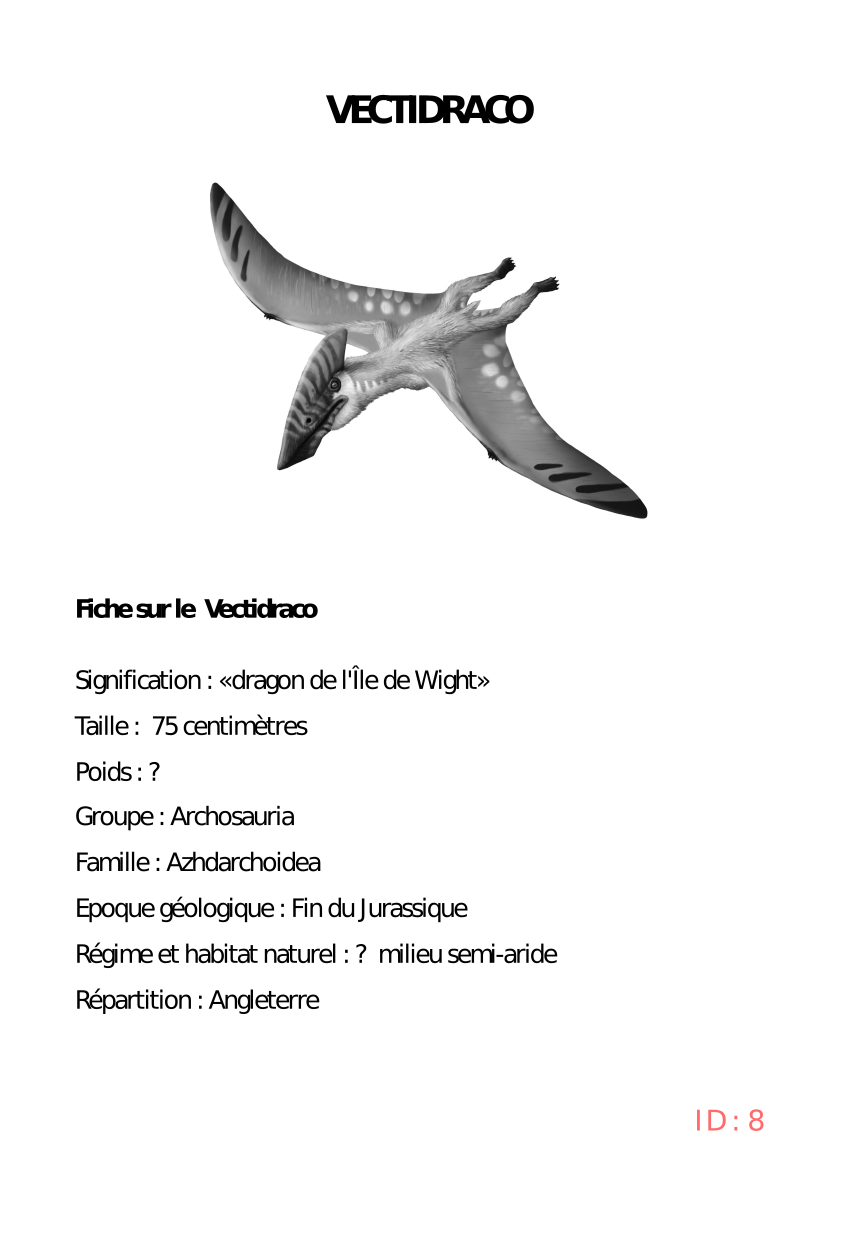 VECTIDRACO
Fiche sur le Vectidraco
Signification : «dragon de l'Île de Wight»
Taille : 75 centimètres
Poids : ?
Groupe : Archosauria
Famille : Azhdarchoidea
Epoque géologique : Fin du Jurassique
Régime et habitat naturel : ? milieu semi-aride
Répartition : Angleterre
ID : 8